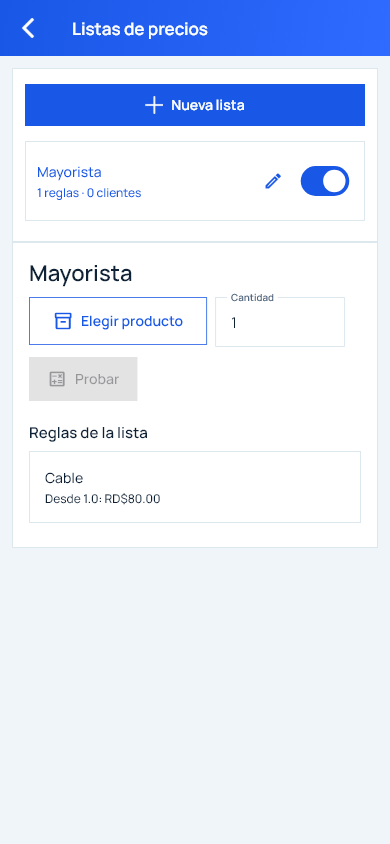 Listas de precios
Nueva lista
Mayorista
1 reglas · 0 clientes
Mayorista
Elegir producto
Cantidad
1
Probar
Reglas de la lista
Cable
Desde 1.0: RD$80.00